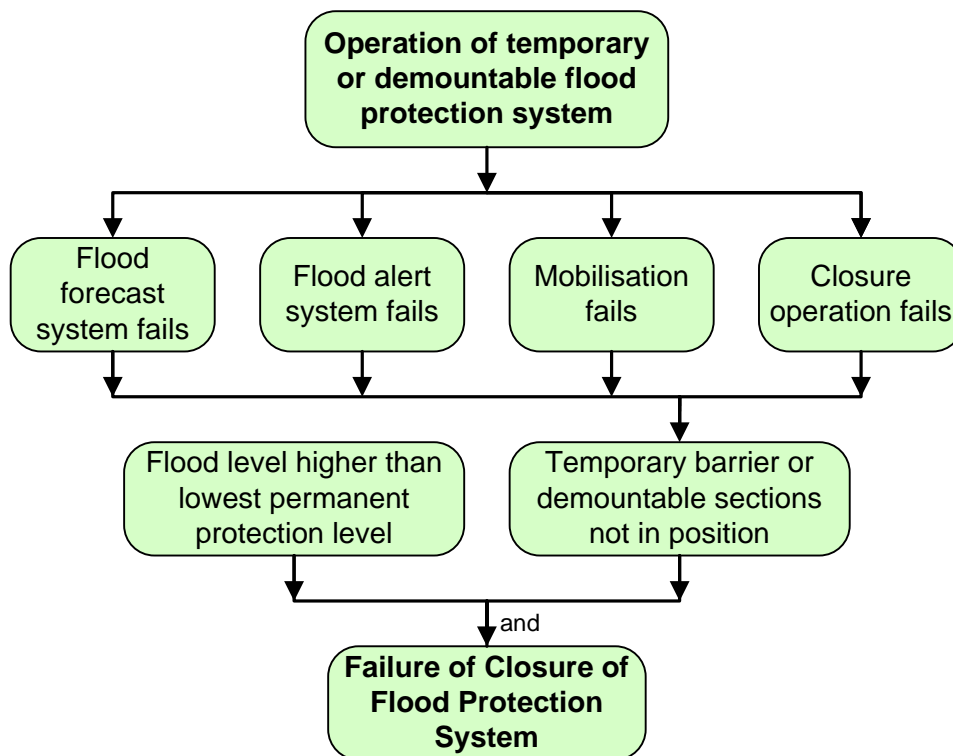 Operation of temporary
or demountable flood
protection system
Flood
forecast
system fails
Flood alert
system fails
Mobilisation
fails
Closure
operation fails
Flood level higher than
lowest permanent
protection level
Temporary barrier or
demountable sections
not in position
and
Failure of Closure of
Flood Protection
System